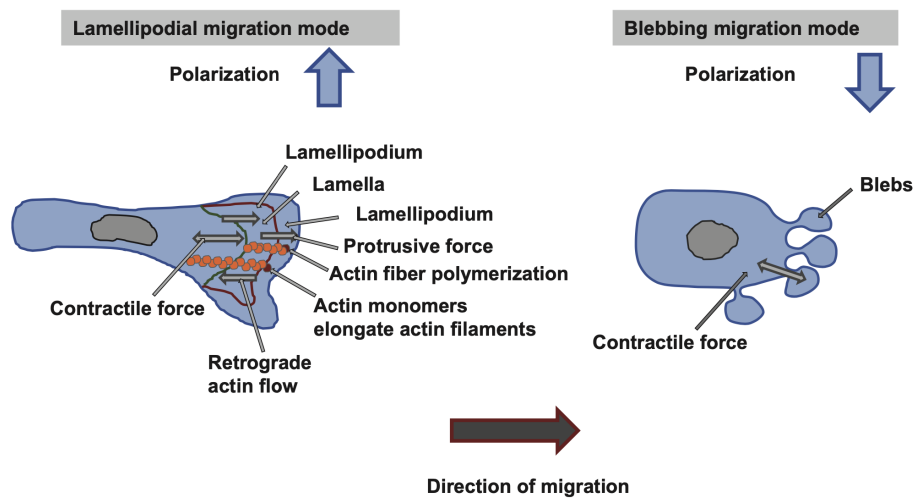 Lamellipodial migration mode
Polarization
Lamellipodium
Lamella
Lamellipodium
Protrusive force
Actin fiber polymerization
Actin monomers
elongate actin filaments
Contractile force
Retrograde
actin flow
Blebbing migration mode
Polarization
Blebs
Contractile force
Direction of migration